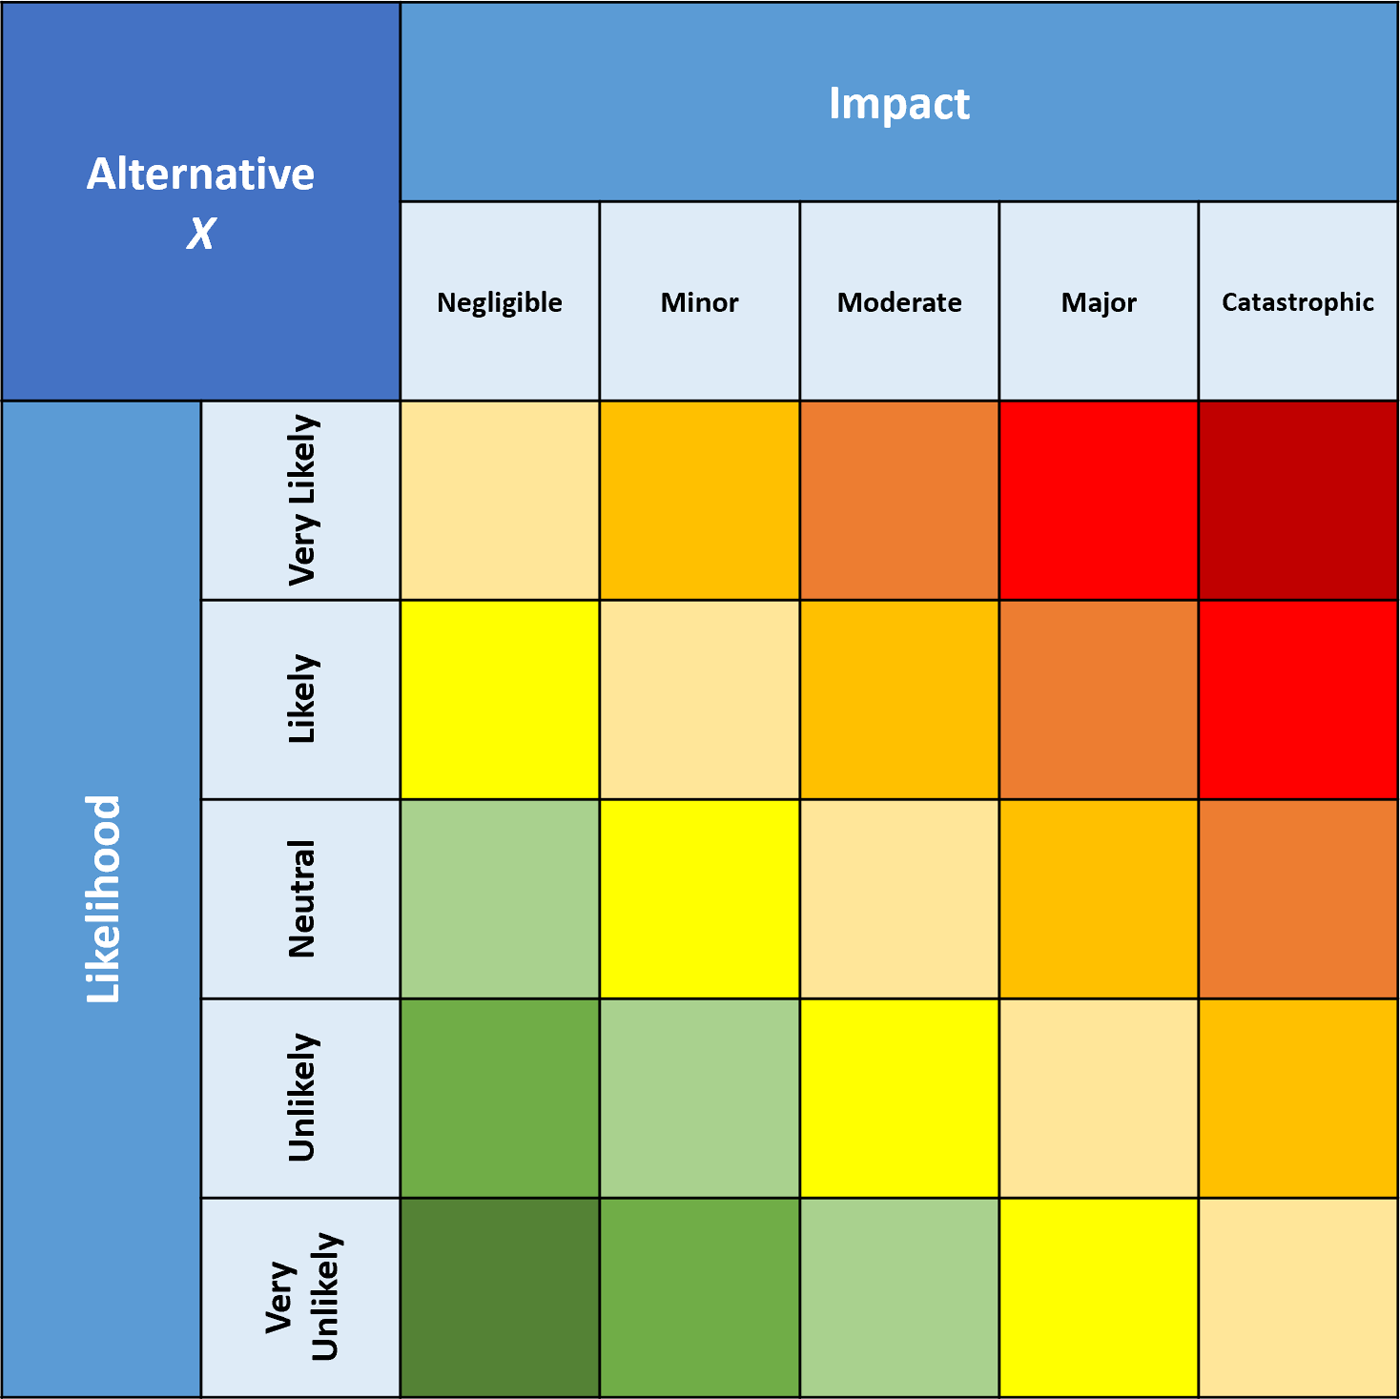 Alternative
X
Impact
Negligible
Minor
Moderate
Major
Catastrophic
Likelihood
Very Likely
Likely
Neutral
Unlikely
Very
Unlikely